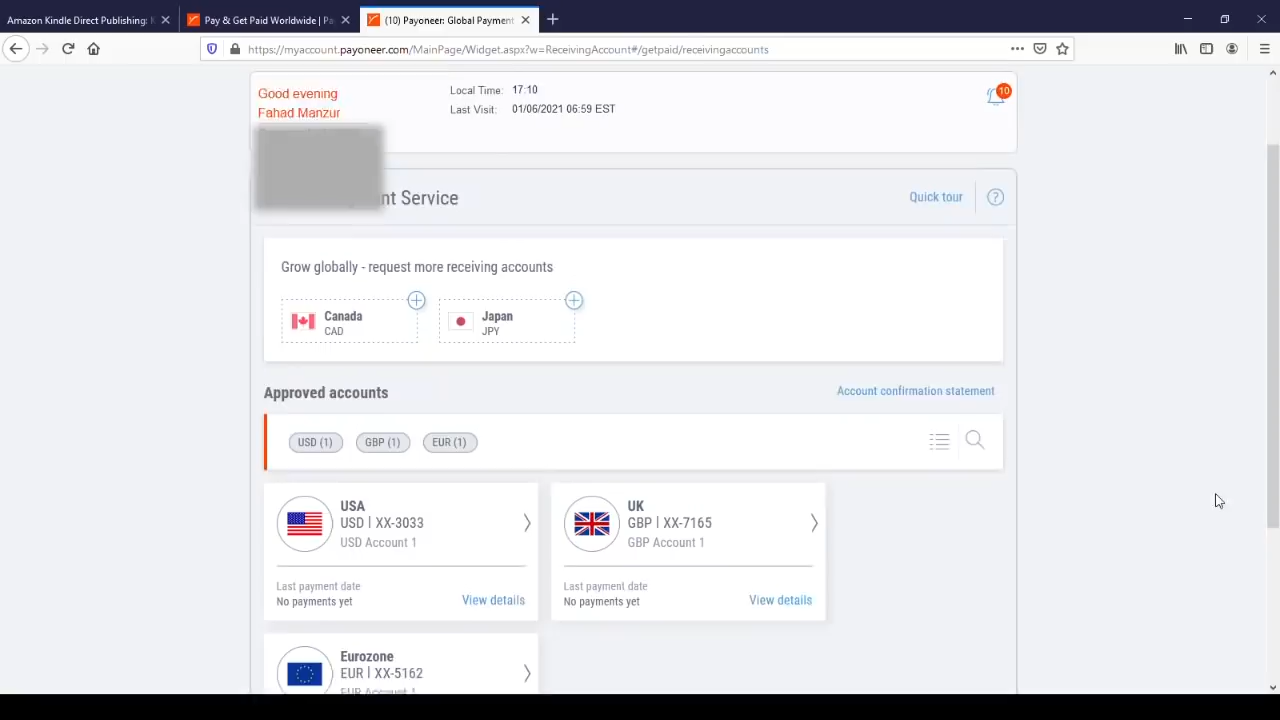 Amazon Kindle Direct Publishing:
Pay & Get Paid Worldwide |
(10) Payoneer: Global Payment
https://myaccount.payoneer.com/MainPage/Widget.aspx?w=ReceivingAccount#/getpaid/receivingaccounts
Good evening
Fahad Manzur
Local Time: 17:10
Last Visit: 01/06/2021 06:59 EST
10
nt Service
Quick tour
?
Grow globally - request more receiving accounts
Canada
CAD
Japan
JPY
Approved accounts
Account confirmation statement
USD (1) GBP (1) EUR (1)
USA
USD | XX-3033
USD Account 1
Last payment date
No payments yet
View details
UK
GBP | XX-7165
GBP Account 1
Last payment date
No payments yet
View details
Eurozone
EUR | XX-5162
EUR Account 1